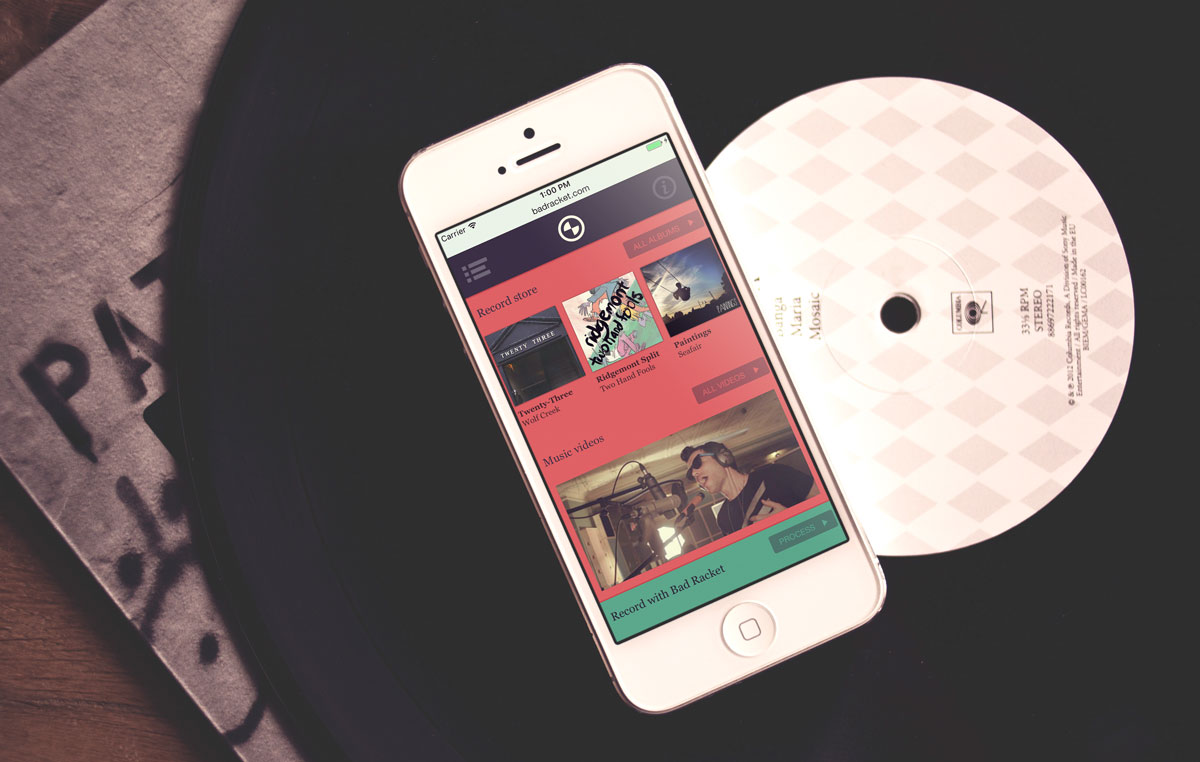 PAT
Carrier
1:00 PM
badracket.com
Record store
ALL ALBUMS
TWENTY THREE
ridgemont
Two Hand Fools
Twenty-Three
Wolf Creek
Ridgemont Split
Two Hand Fools
Paintings
Seafair
Music videos
ALL VIDEOS
Record with Bad Racket
PROCESS
Maria
Mosaic
COLUMBIA
33⅓ RPM
STEREO
88697222171
© & ℗ 2012 Columbia Records, a Division of Sony Music
Entertainment / All rights reserved / Made in the EU
BIEM/GEMA / LC00162